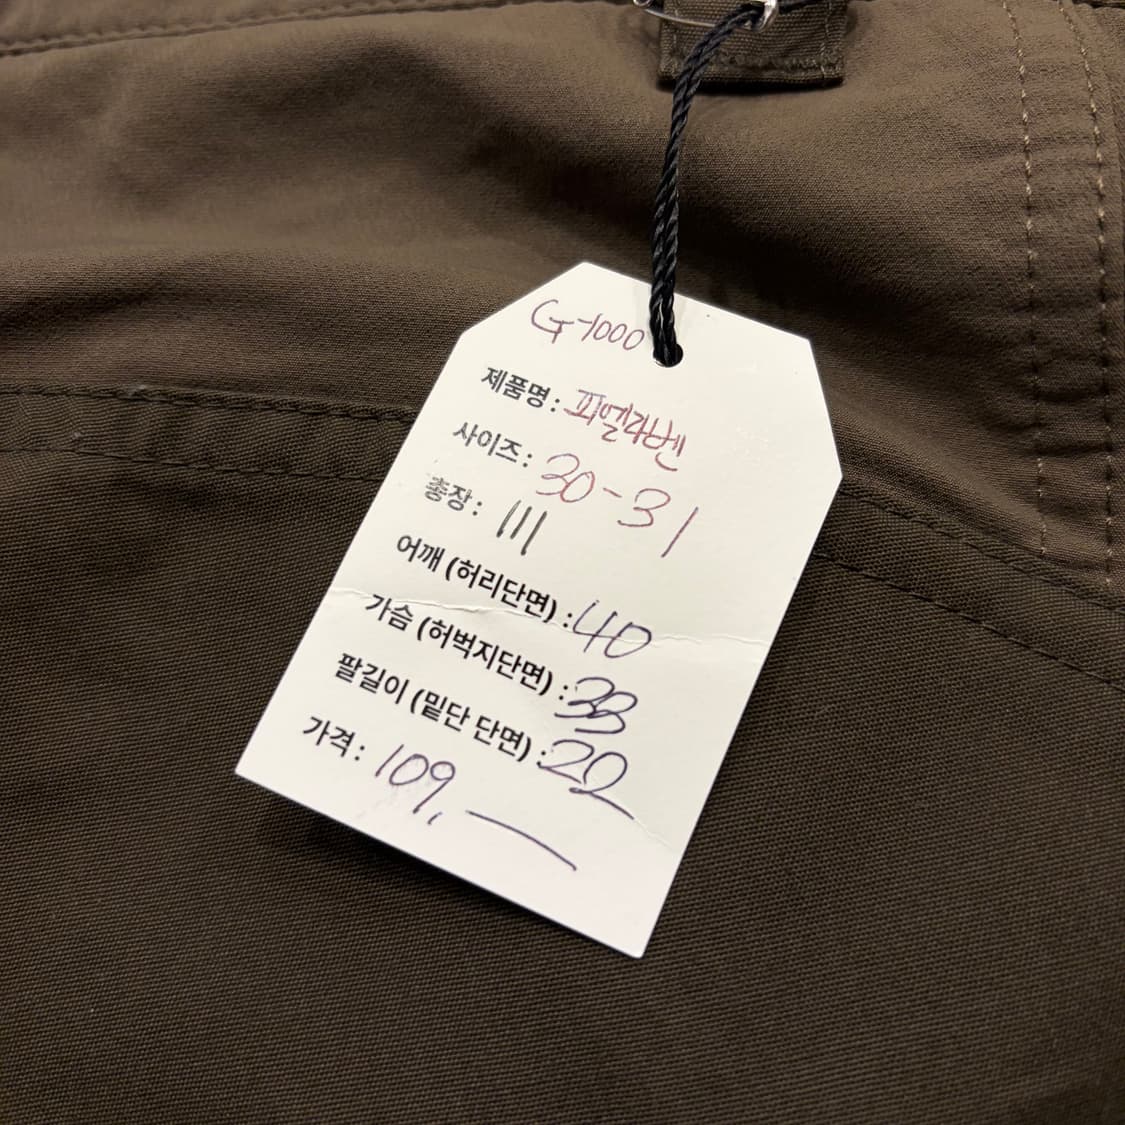 G-1000
제품명: 피엘라벤
사이즈: 30-31
총장: 111
어깨 (허리단면) : 40
가슴 (허벅지단면) : 33
팔길이 (밑단 단면) : 22
가격: 109,—